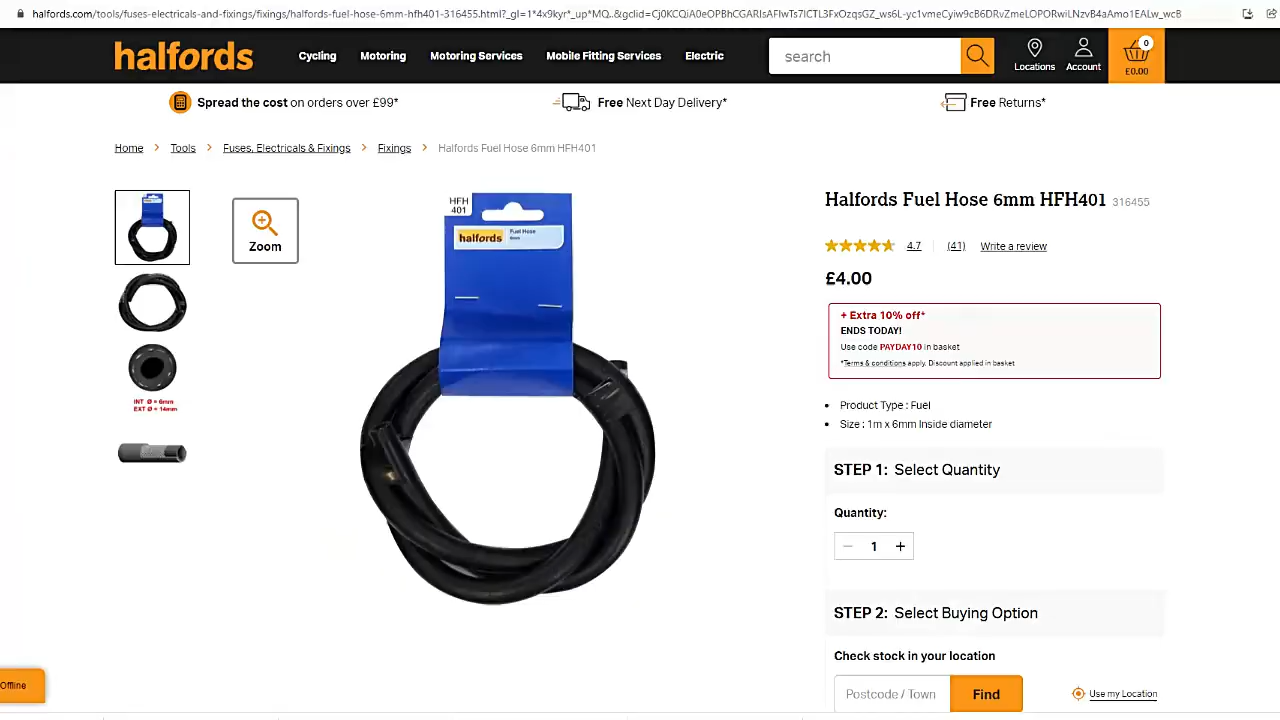 halfords.com/tools/fuses-electricals-and-fixings/fixings/halfords-fuel-hose-6mm-hfh401-316455.html?_gl=1*4x9kyr*_up*MQ..&gclid=Cj0KCQiA0eOPBhCGARIsAFIwTs7ICTL3FxOzqsGZ_ws6L-yc1vmeCyiw9cB6DRvZmeLOPORwiLNzvB4aAmo1EALw_wcB
halfords
Cycling Motoring Motoring Services Mobile Fitting Services Electric
search
Locations Account 0 £0.00
Spread the cost on orders over £99* Free Next Day Delivery* Free Returns*
Home Tools Fuses, Electricals & Fixings Fixings Halfords Fuel Hose 6mm HFH401
Zoom
INT Ø = 6mm
EXT Ø = 14mm
HFH
401
halfords
Fuel Hose
6mm
Halfords Fuel Hose 6mm HFH401 316455
4.7 (41) Write a review
£4.00
+ Extra 10% off*
ENDS TODAY!
Use code PAYDAY10 in basket
*Terms & conditions apply. Discount applied in basket
• Product Type : Fuel
• Size : 1m x 6mm Inside diameter
STEP 1: Select Quantity
Quantity:
− 1 +
STEP 2: Select Buying Option
Check stock in your location
Postcode / Town Find Use my Location
Offline